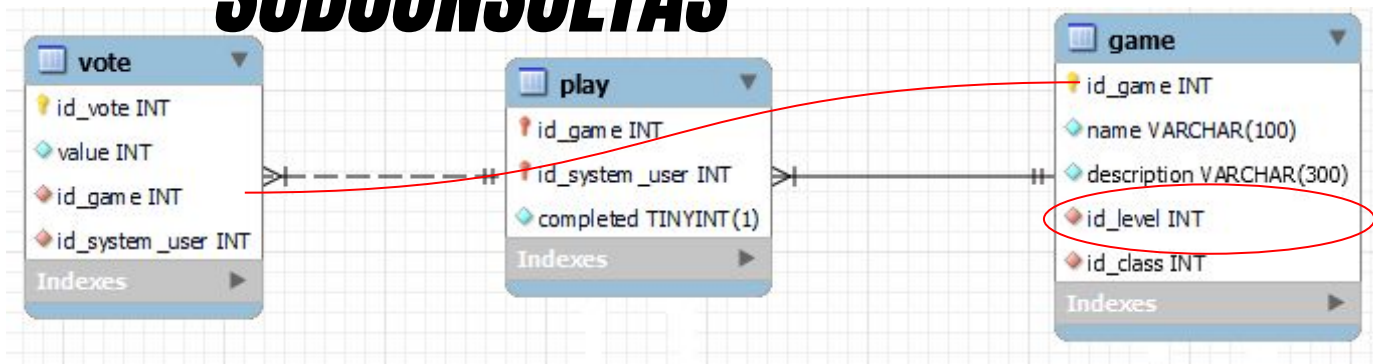 SUBCONSULTAS
vote
id_vote INT
value INT
id_game INT
id_system_user INT
Indexes
play
id_game INT
id_system_user INT
completed TINYINT(1)
Indexes
game
id_game INT
name VARCHAR(100)
description VARCHAR(300)
id_level INT
id_class INT
Indexes